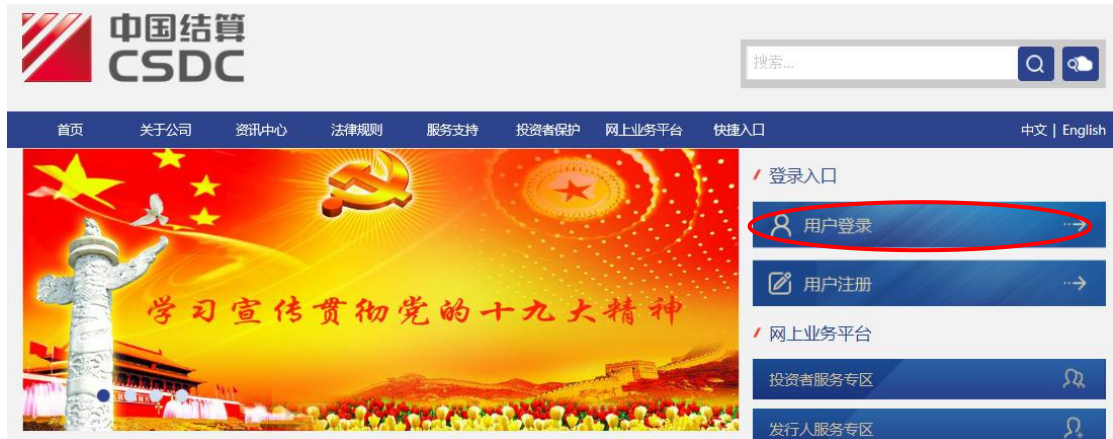 中国结算
CSDC
搜索...
首页 关于公司 资讯中心 法律规则 服务支持 投资者保护 网上业务平台 快捷入口 中文 | English
登录入口
用户登录
用户注册
学习宣传贯彻党的十九大精神
网上业务平台
投资者服务专区
发行人服务专区